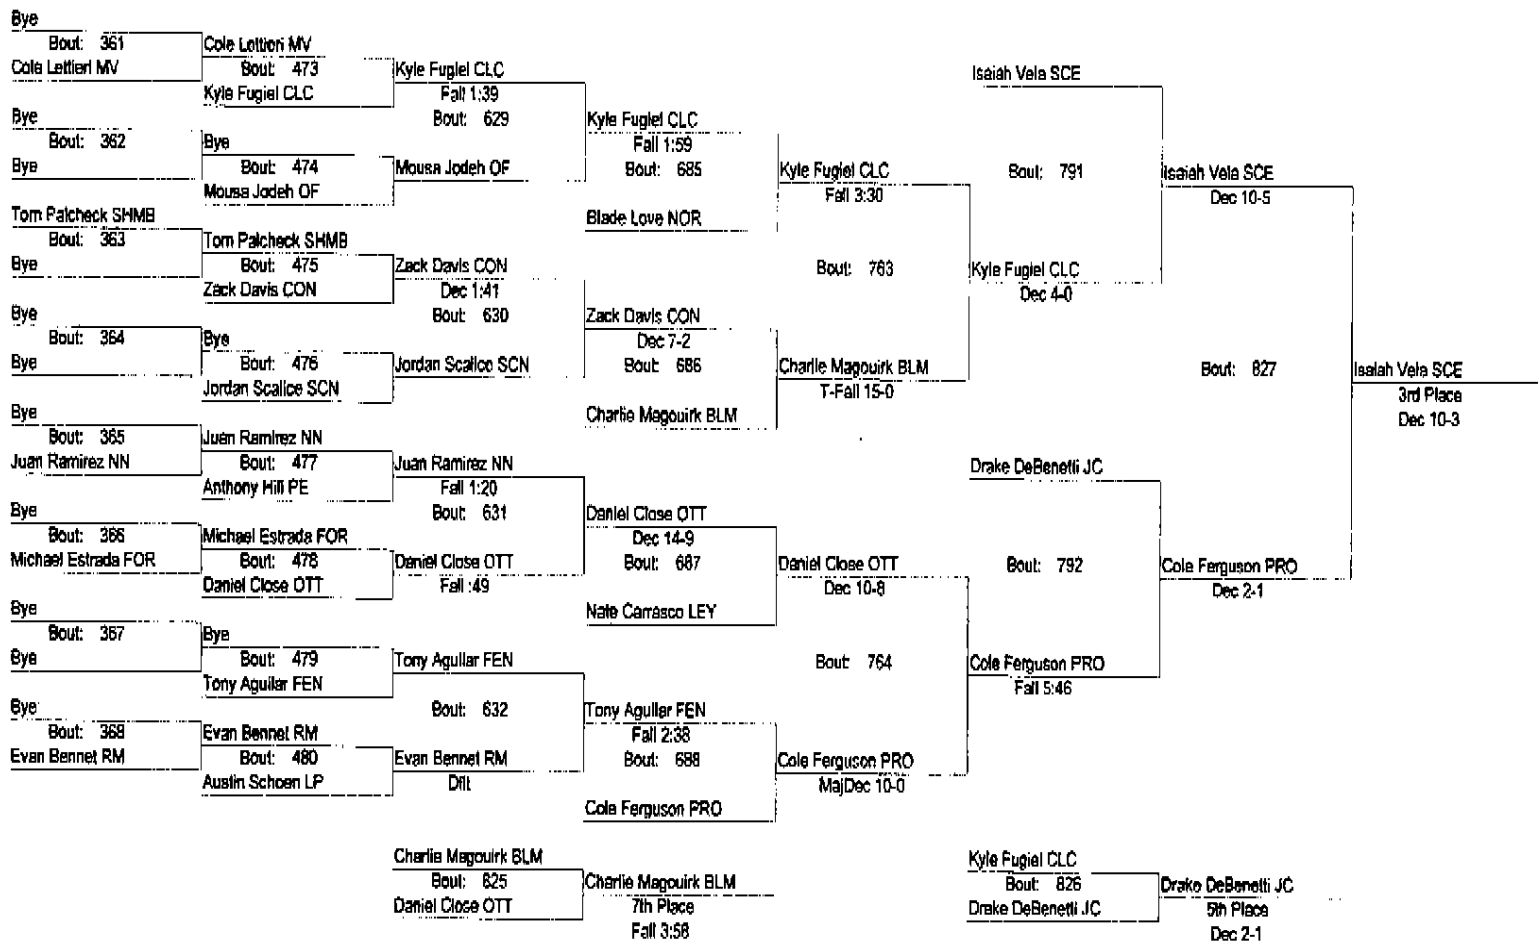 Bye
Bout: 361
Cole Lettieri MV
Bye
Bout: 362
Bye
Tom Palcheck SHMB
Bout: 363
Bye
Bye
Bout: 364
Bye
Bye
Bout: 365
Juan Ramirez NN
Bye
Bout: 366
Michael Estrada FOR
Bye
Bout: 367
Bye
Bye
Bout: 368
Evan Bennet RM
Cole Lettieri MV
Bout: 473
Kyle Fugiel CLC
Bye
Bout: 474
Mousa Jodeh OF
Tom Palcheck SHMB
Bout: 475
Zack Davis CON
Bye
Bout: 476
Jordan Scalice SCN
Juan Ramirez NN
Bout: 477
Anthony Hill PE
Michael Estrada FOR
Bout: 478
Daniel Close OTT
Bye
Bout: 479
Tony Aguilar FEN
Evan Bennet RM
Bout: 480
Austin Schoen LP
Kyle Fugiel CLC
Fall 1:39
Bout: 629
Mousa Jodeh OF
Zack Davis CON
Dec 1:41
Bout: 630
Jordan Scalice SCN
Juan Ramirez NN
Fall 1:20
Bout: 631
Daniel Close OTT
Fall :49
Tony Aguilar FEN
Bout: 632
Evan Bennet RM
Dflt
Kyle Fugiel CLC
Fall 1:59
Bout: 685
Blade Love NOR
Zack Davis CON
Dec 7-2
Bout: 686
Charlie Magouirk BLM
Daniel Close OTT
Dec 14-9
Bout: 687
Nate Carrasco LEY
Tony Aguilar FEN
Fall 2:38
Bout: 688
Cole Ferguson PRO
Kyle Fugiel CLC
Fall 3:30
Bout: 763
Charlie Magouirk BLM
T-Fall 15-0
Daniel Close OTT
Dec 10-8
Bout: 764
Cole Ferguson PRO
MajDec 10-0
Isaiah Vela SCE
Bout: 791
Kyle Fugiel CLC
Dec 4-0
Drake DeBenetti JC
Bout: 792
Cole Ferguson PRO
Fall 5:46
Isaiah Vela SCE
Dec 10-5
Bout: 827
Cole Ferguson PRO
Dec 2-1
Isaiah Vela SCE
3rd Place
Dec 10-3
Charlie Magouirk BLM
Bout: 825
Daniel Close OTT
Charlie Magouirk BLM
7th Place
Fall 3:58
Kyle Fugiel CLC
Bout: 826
Drake DeBenetti JC
Drake DeBenetti JC
5th Place
Dec 2-1